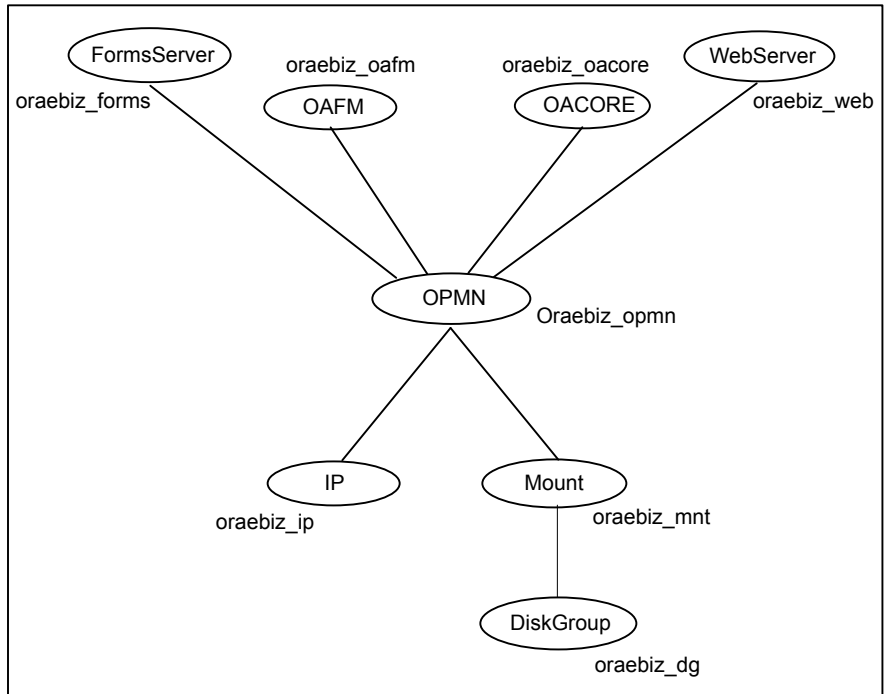 FormsServer
WebServer
oraebiz_oafm
oraebiz_oacore
oraebiz_forms
OAFM
OACORE
oraebiz_web
OPMN
Oraebiz_opmn
IP
Mount
oraebiz_ip
oraebiz_mnt
DiskGroup
oraebiz_dg